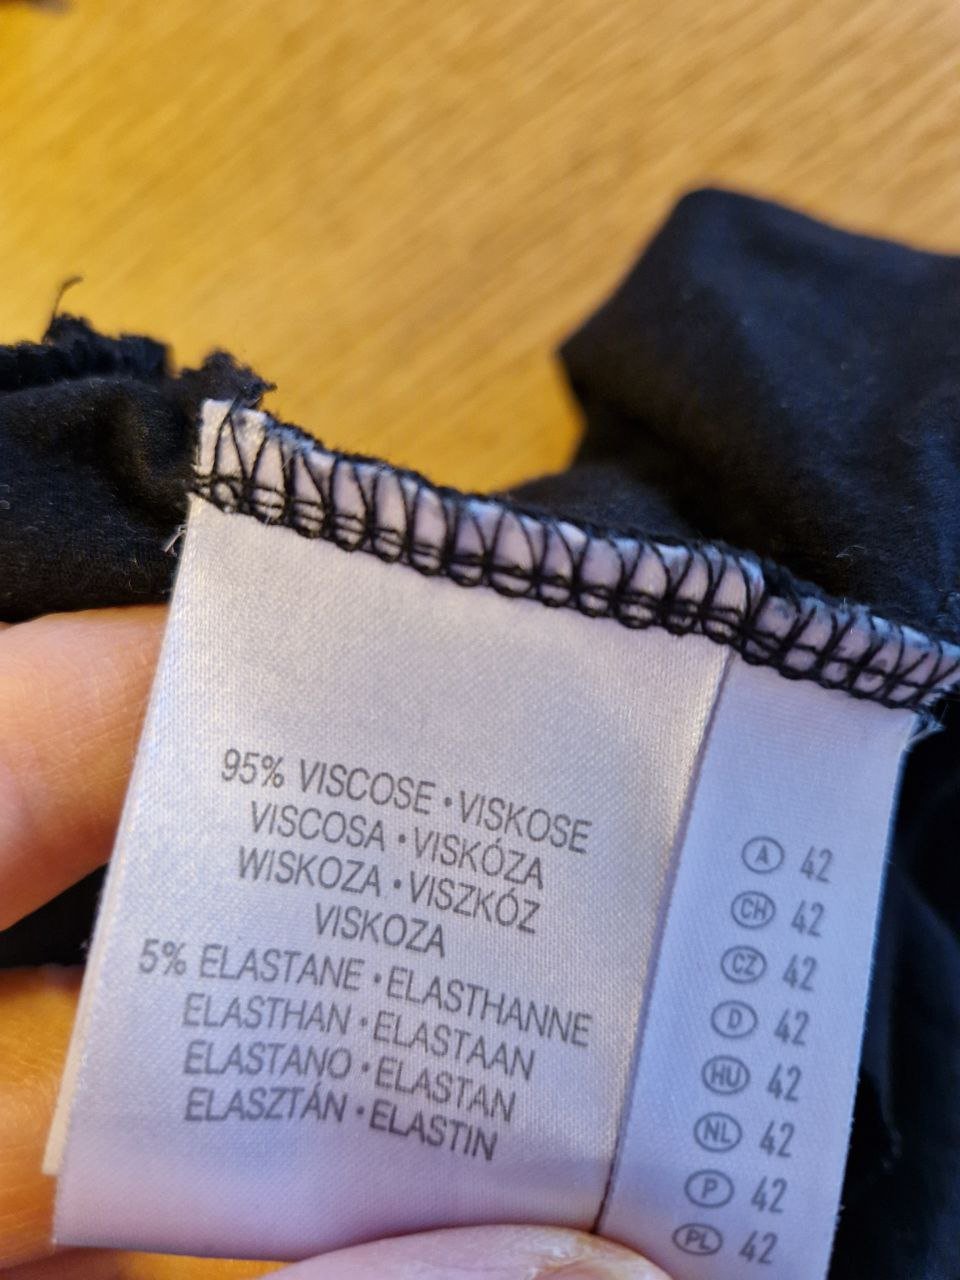 95% VISCOSE • VISKOSE
VISCOSA • VISKÓZA
WISKOZA • VISZKÓZ
VISKOZA
5% ELASTANE • ELASTHANNE
ELASTHAN • ELASTAAN
ELASTANO • ELASTAN
ELASZTÁN • ELASTIN
A 42
CH 42
CZ 42
D 42
HU 42
NL 42
P 42
PL 42